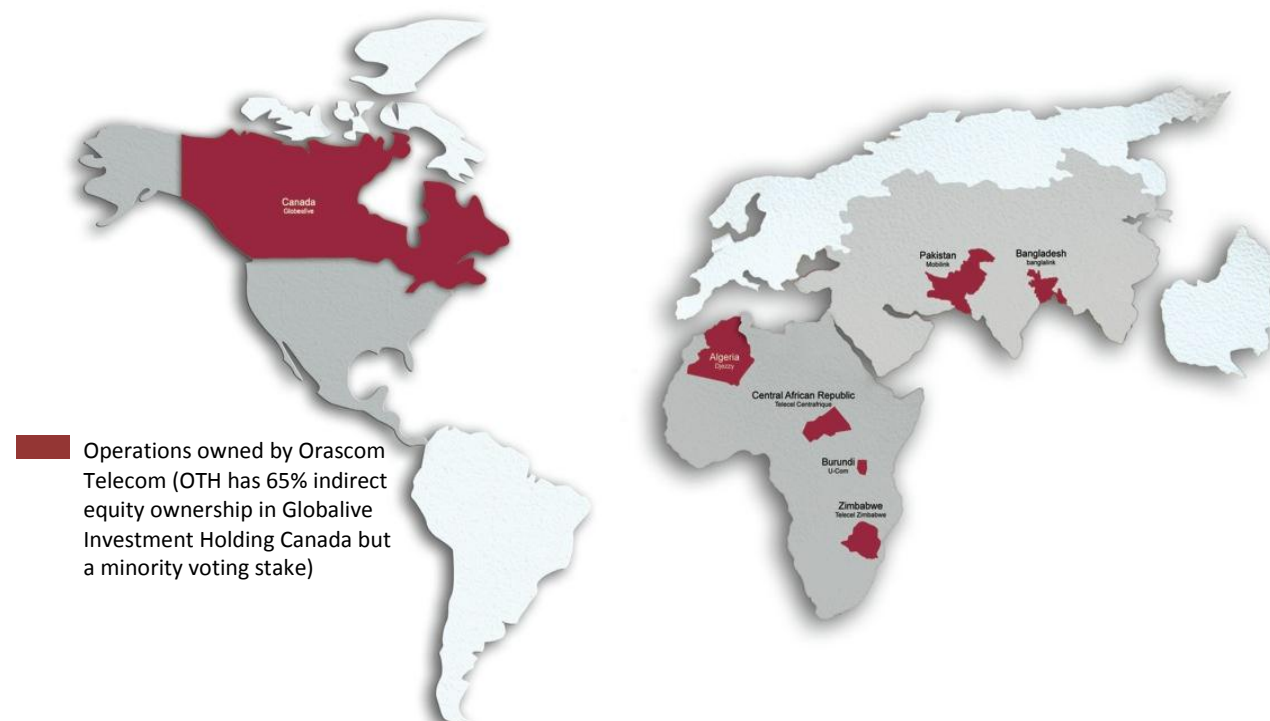 Canada
Globealive
Pakistan
Mobilink
Bangladesh
banglalink
Algeria
Djezzy
Central African Republic
Telecel Centrafrique
Burundi
U-Com
Zimbabwe
Telecel Zimbabwe
Operations owned by Orascom
Telecom (OTH has 65% indirect
equity ownership in Globalive
Investment Holding Canada but
a minority voting stake)